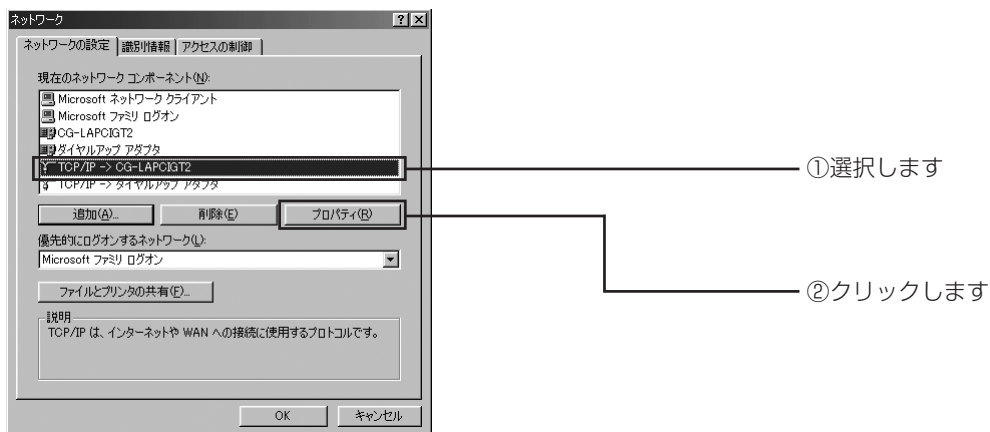 ネットワーク
ネットワークの設定 識別情報 アクセスの制御
現在のネットワーク コンポーネント(N):
Microsoft ネットワーク クライアント
Microsoft ファミリ ログオン
CG-LAPCIGT2
ダイヤルアップ アダプタ
TCP/IP -> CG-LAPCIGT2
TCP/IP -> ダイヤルアップ アダプタ
①選択します
追加(A)... 削除(E) プロパティ(R)
優先的にログオンするネットワーク(L):
Microsoft ファミリ ログオン
ファイルとプリンタの共有(F)...
②クリックします
説明
TCP/IP は、インターネットや WAN への接続に使用するプロトコルです。
OK キャンセル